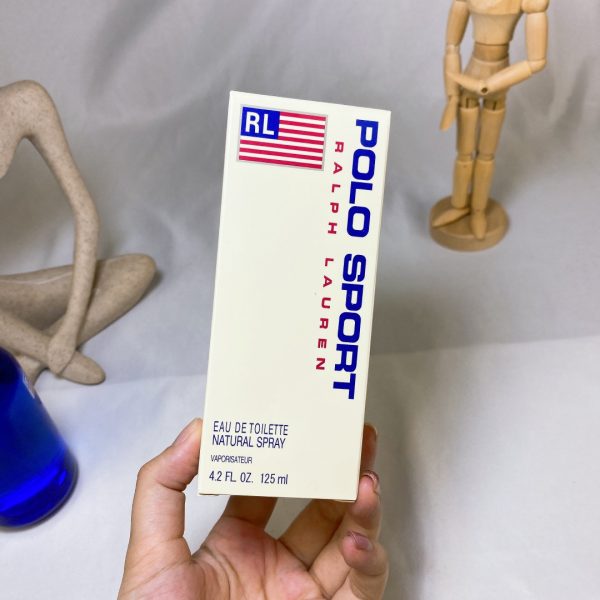 RL
POLO SPORT
RALPH LAUREN
EAU DE TOILETTE
NATURAL SPRAY
VAPORISATEUR
4.2 FL. OZ. 125 ml